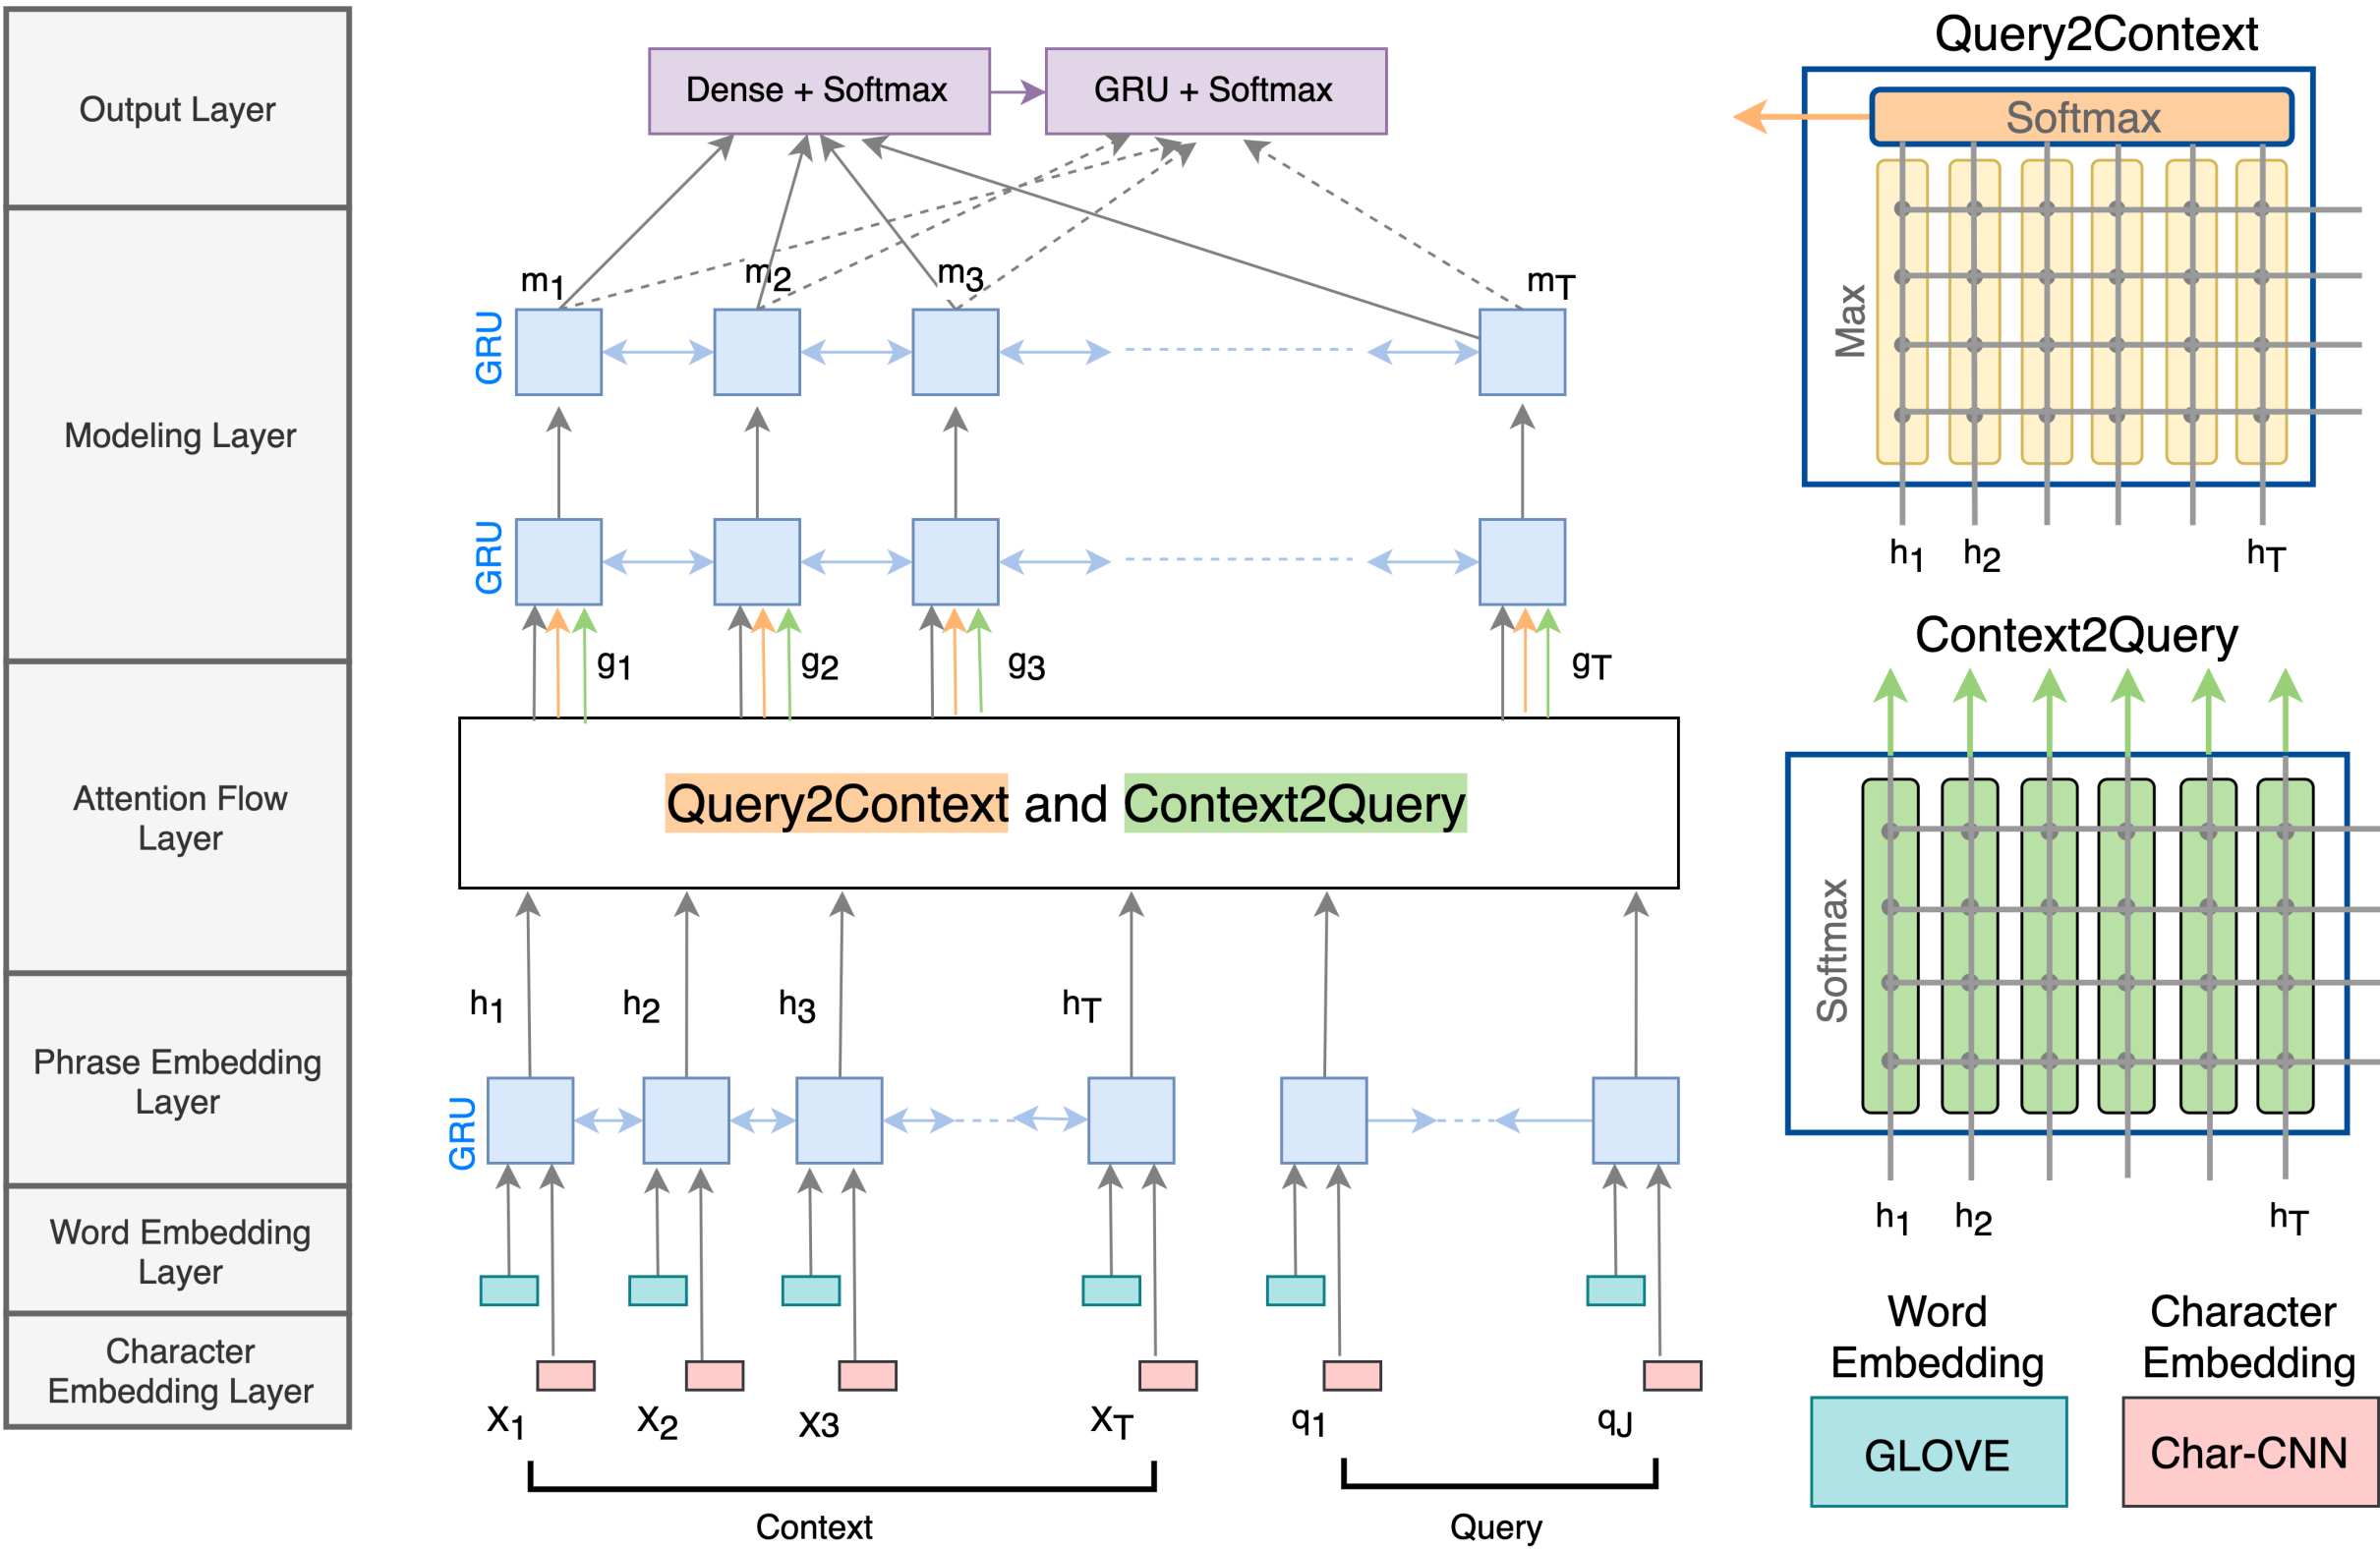 Output Layer
Modeling Layer
Attention Flow
Layer
Phrase Embedding
Layer
Word Embedding
Layer
Character
Embedding Layer
Dense + Softmax
GRU + Softmax
m1
m2
m3
mT
GRU
GRU
g1
g2
g3
gT
Query2Context and Context2Query
h1
h2
h3
hT
GRU
X1
X2
X3
XT
q1
qJ
Context
Query
Query2Context
Softmax
Max
h1
h2
hT
Context2Query
Softmax
h1
h2
hT
Word
Embedding
GLOVE
Character
Embedding
Char-CNN